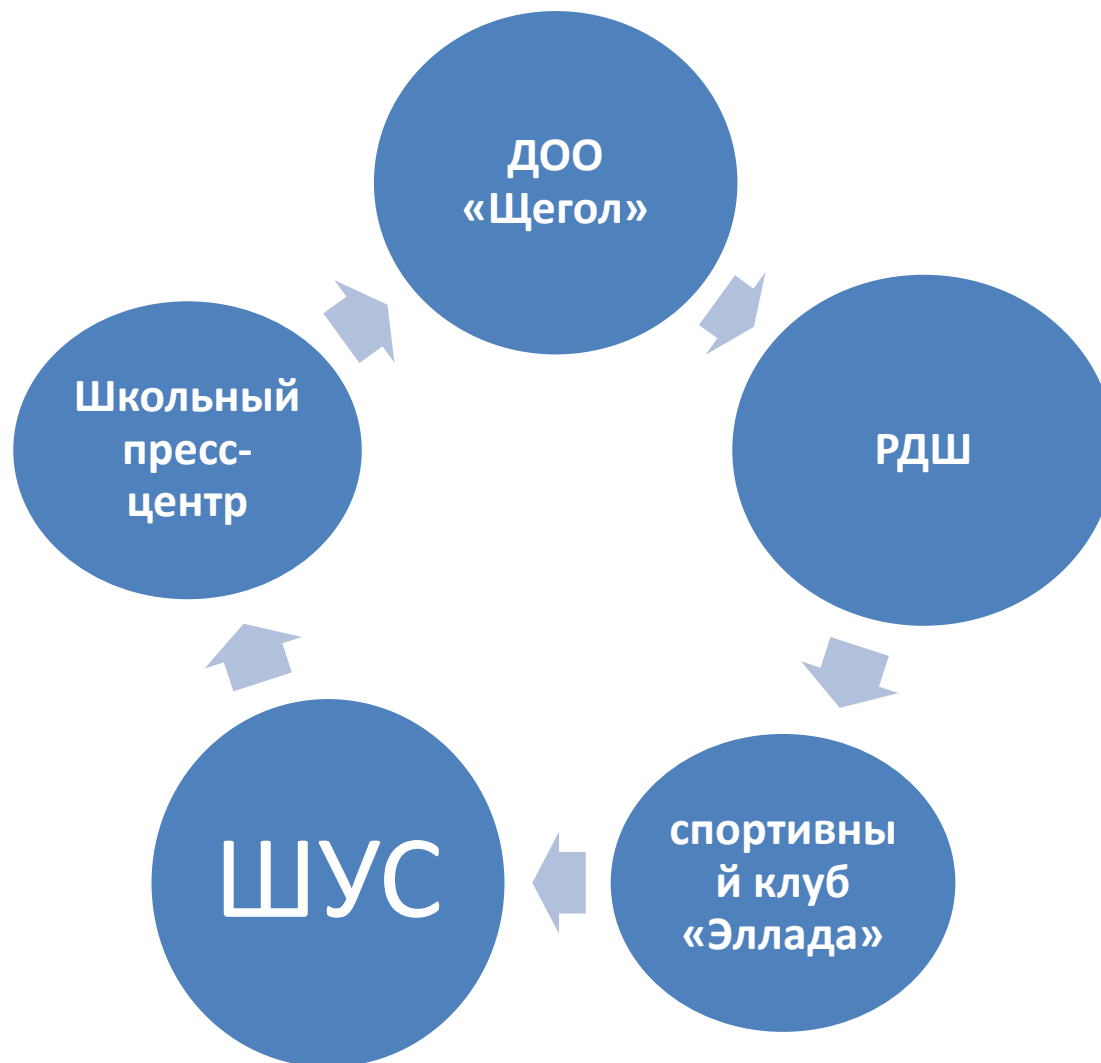 ДОО
«Щегол»
РДШ
спортивны
й клуб
«Эллада»
ШУС
Школьный
пресс-
центр